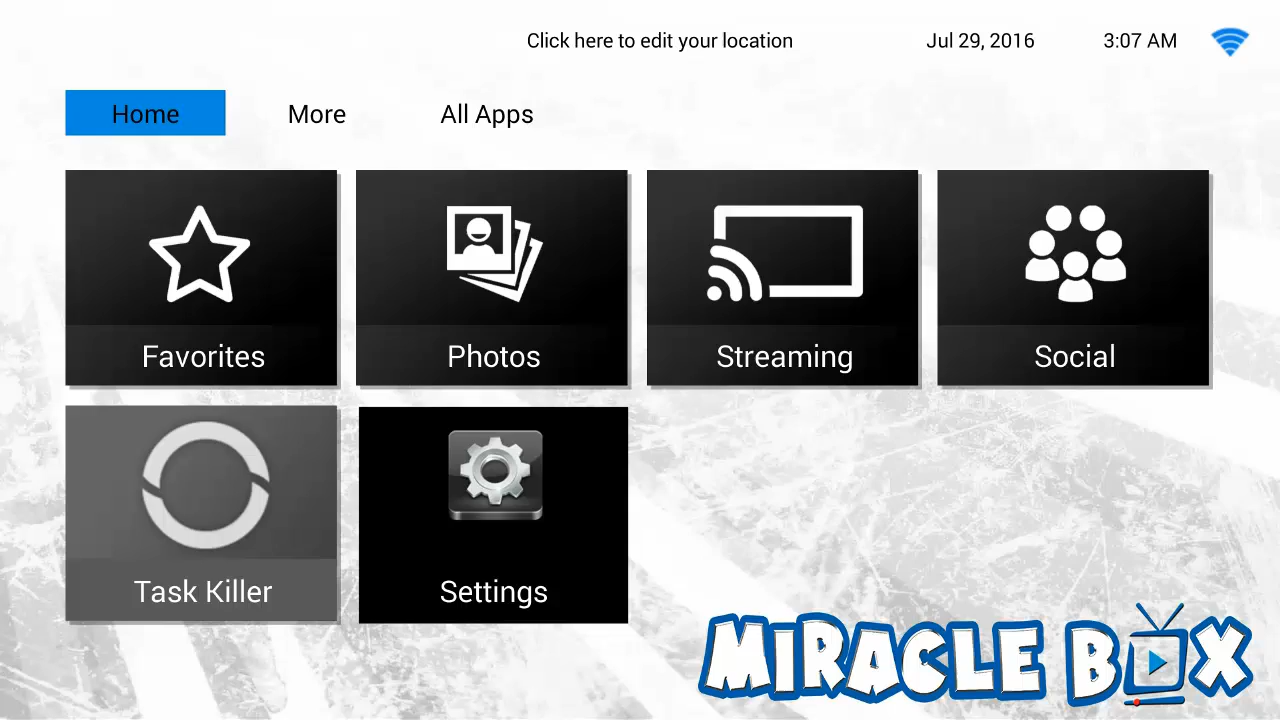 Click here to edit your location Jul 29, 2016 3:07 AM
Home More All Apps
Favorites Photos Streaming Social
Task Killer Settings
MIRACLE BOX